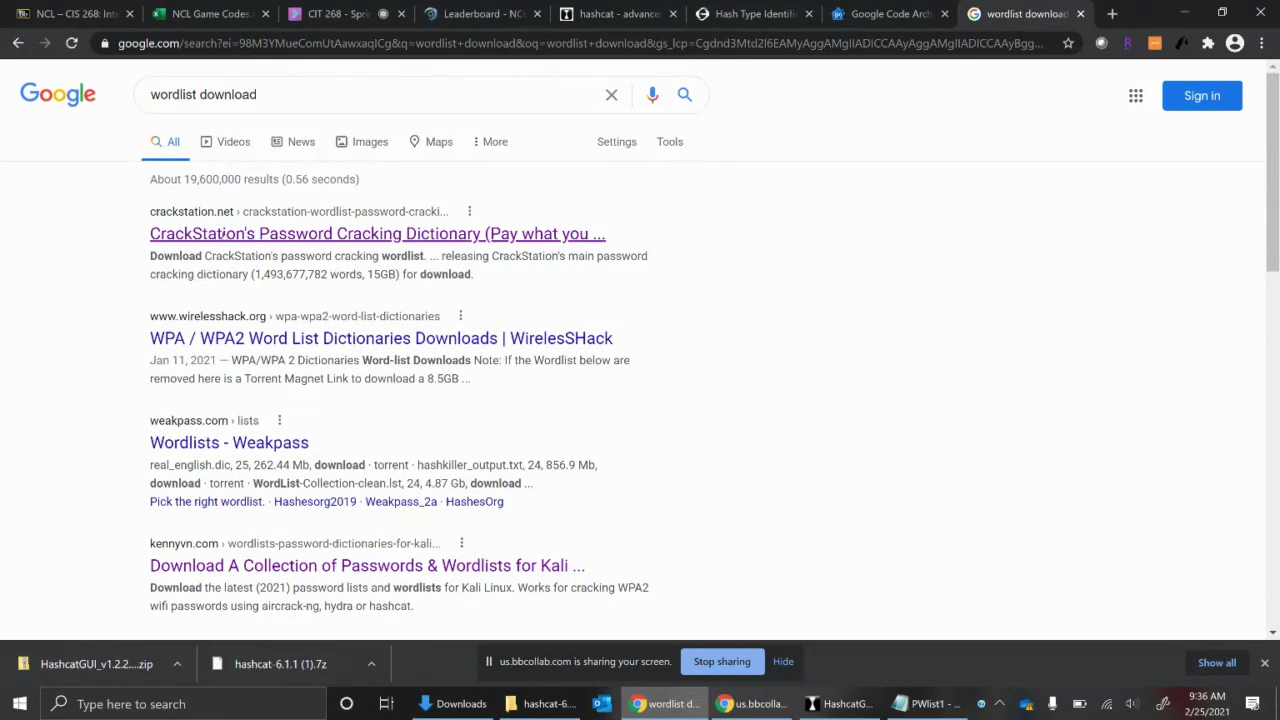 NCL – CIS 268: Inte
NCL Game Codes
CIT 268 - Sprin
Leaderboard - NCL
hashcat - advance
Hash Type Identifi
Google Code Arch
wordlist download
google.com/search?ei=98M3YMueComUtAawxaqICg&q=wordlist+download&oq=wordlist+download&gs_lcp=Cgdnd3Mtd2l6EAMyAggAMgIIADICCAAyAggAMgIIADICCAAyBgg...
Google
wordlist download
Sign in
All
Videos
News
Images
Maps
More
Settings
Tools
About 19,600,000 results (0.56 seconds)
crackstation.net › crackstation-wordlist-password-cracki...
CrackStation's Password Cracking Dictionary (Pay what you ...
Download CrackStation's password cracking wordlist. ... releasing CrackStation's main password
cracking dictionary (1,493,677,782 words, 15GB) for download.
www.wirelesshack.org › wpa-wpa2-word-list-dictionaries
WPA / WPA2 Word List Dictionaries Downloads | WirelesSHack
Jan 11, 2021 — WPA/WPA 2 Dictionaries Word-list Downloads Note: If the Wordlist below are
removed here is a Torrent Magnet Link to download a 8.5GB ...
weakpass.com › lists
Wordlists - Weakpass
real_english.dic, 25, 262.44 Mb, download · torrent · hashkiller_output.txt, 24, 856.9 Mb,
download · torrent · WordList-Collection-clean.lst, 24, 4.87 Gb, download ...
Pick the right wordlist. · Hashesorg2019 · Weakpass_2a · HashesOrg
kennyvn.com › wordlists-password-dictionaries-for-kali...
Download A Collection of Passwords & Wordlists for Kali ...
Download the latest (2021) password lists and wordlists for Kali Linux. Works for cracking WPA2
wifi passwords using aircrack-ng, hydra or hashcat.
HashcatGUI_v1.2.2....zip
hashcat-6.1.1 (1).7z
us.bbcollab.com is sharing your screen.
Stop sharing
Hide
Show all
Type here to search
Downloads
hashcat-6....
wordlist d...
us.bbcolla...
HashcatG...
PWlist1 - ...
9:36 AM
2/25/2021